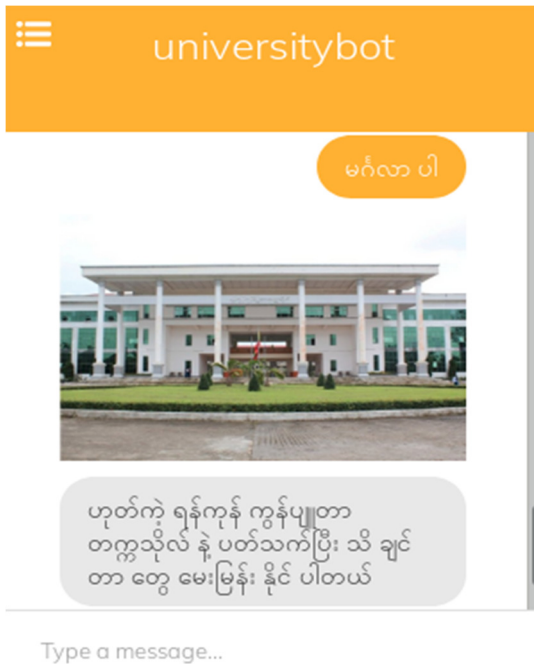 universitybot
မင်္ဂလာ ပါ
ဟုတ်ကဲ့ ရန်ကုန် ကွန်ပျူတာ
တက္ကသိုလ် နဲ့ ပတ်သက်ပြီး သိ ချင်
တာ တွေ မေးမြန်း နိုင် ပါတယ်
Type a message...